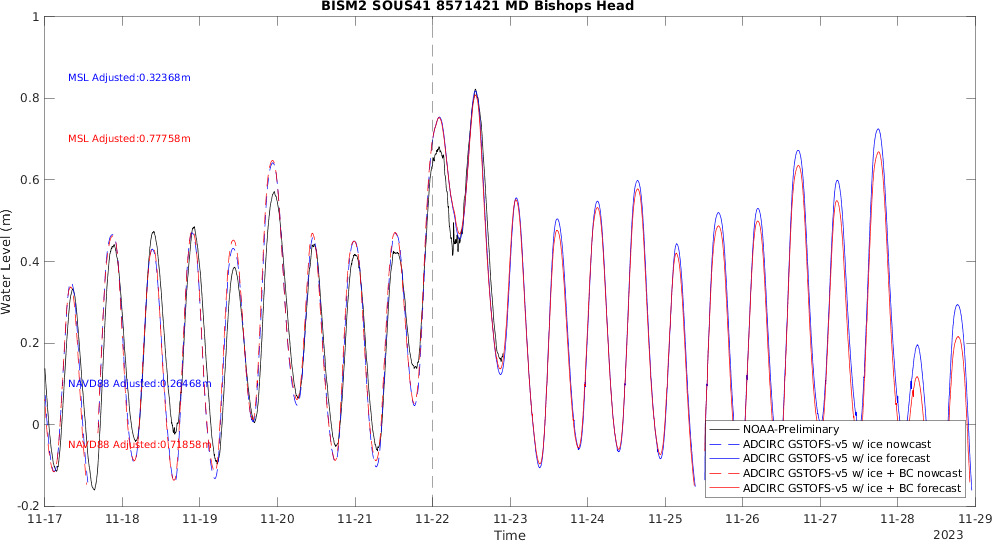 BISM2 SOUS41 8571421 MD Bishops Head
Water Level (m)
1
0.8
0.6
0.4
0.2
0
-0.2
MSL Adjusted:0.32368m
MSL Adjusted:0.77758m
NAVD88 Adjusted:0.26468m
NAVD88 Adjusted:0.71858m
NOAA-Preliminary
ADCIRC GSTOFS-v5 w/ ice nowcast
ADCIRC GSTOFS-v5 w/ ice forecast
ADCIRC GSTOFS-v5 w/ ice + BC nowcast
ADCIRC GSTOFS-v5 w/ ice + BC forecast
11-17 11-18 11-19 11-20 11-21 11-22 11-23 11-24 11-25 11-26 11-27 11-28 11-29
Time
2023